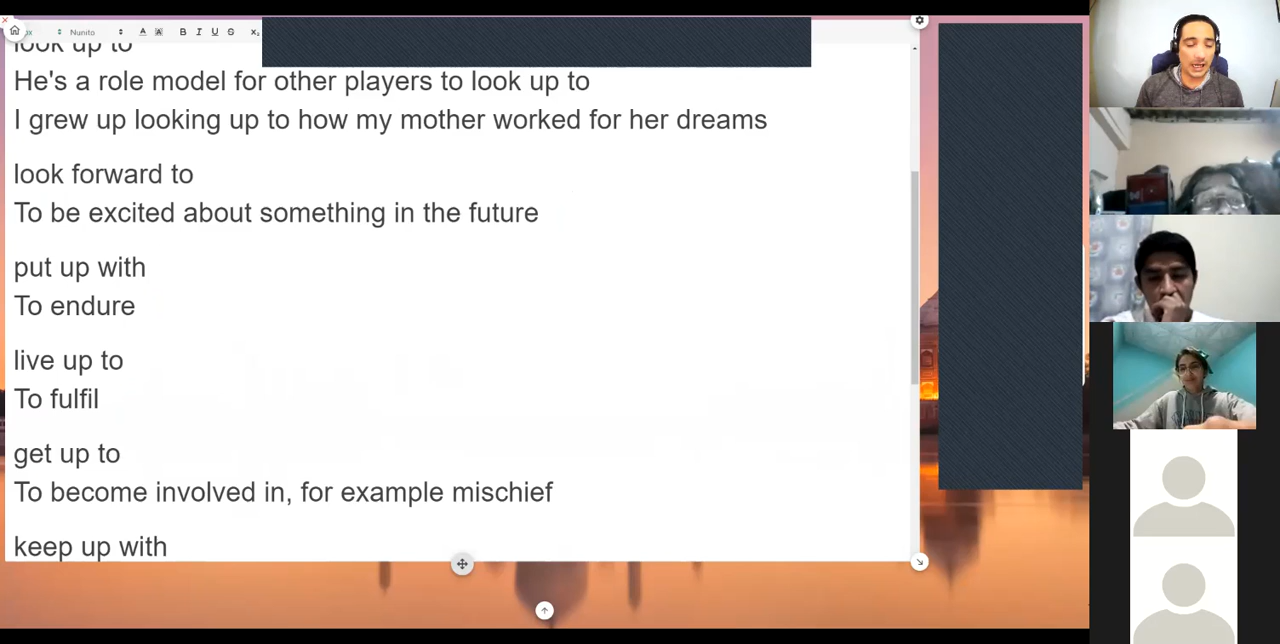 Nunito
B I U S X₂
look up to
He's a role model for other players to look up to
I grew up looking up to how my mother worked for her dreams
look forward to
To be excited about something in the future
put up with
To endure
live up to
To fulfil
get up to
To become involved in, for example mischief
keep up with